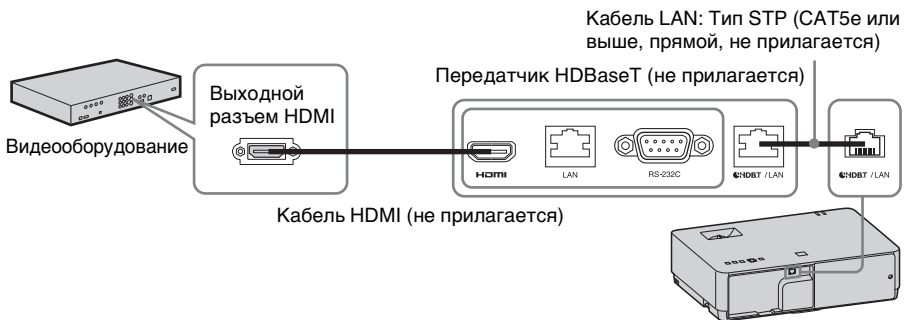 Кабель LAN: Тип STP (CAT5e или
выше, прямой, не прилагается)
Передатчик HDBaseT (не прилагается)
Выходной
разъем HDMI
Видеооборудование
HDMI
LAN
RS-232C
HDBT / LAN
HDBT / LAN
Кабель HDMI (не прилагается)